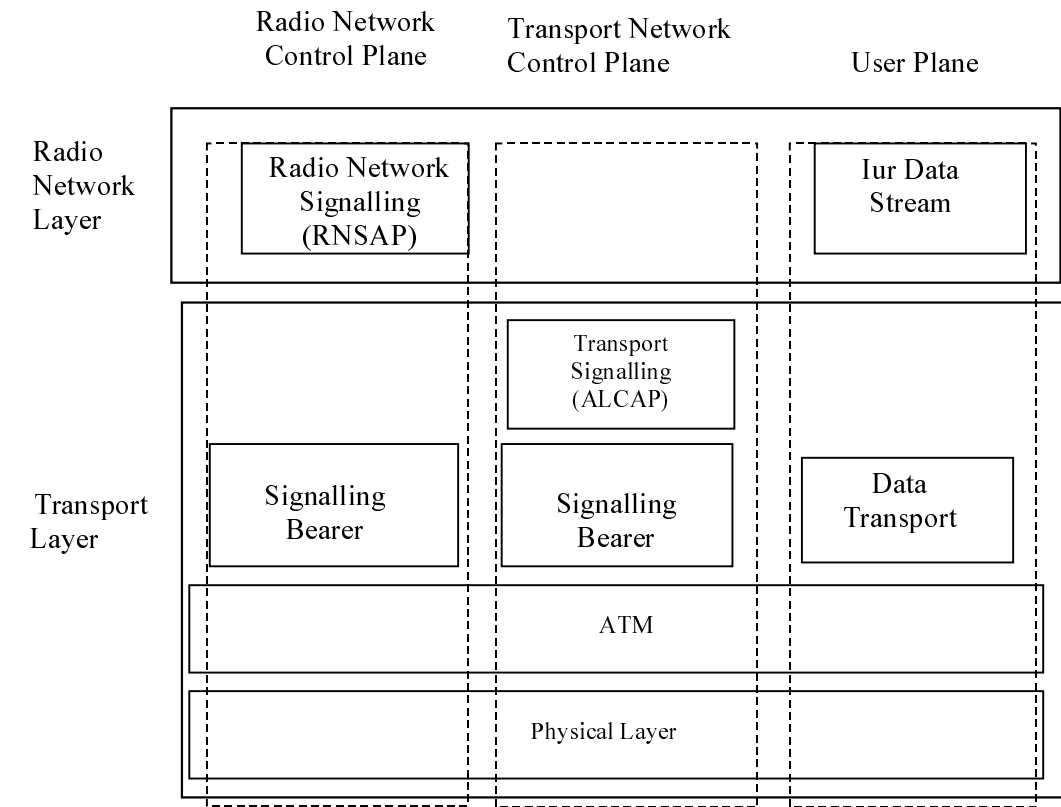 Radio Network
Control Plane
Transport Network
Control Plane
User Plane
Radio
Network
Layer
Radio Network
Signalling
(RNSAP)
Iur Data
Stream
Transport
Signalling
(ALCAP)
Transport
Layer
Signalling
Bearer
Signalling
Bearer
Data
Transport
ATM
Physical Layer